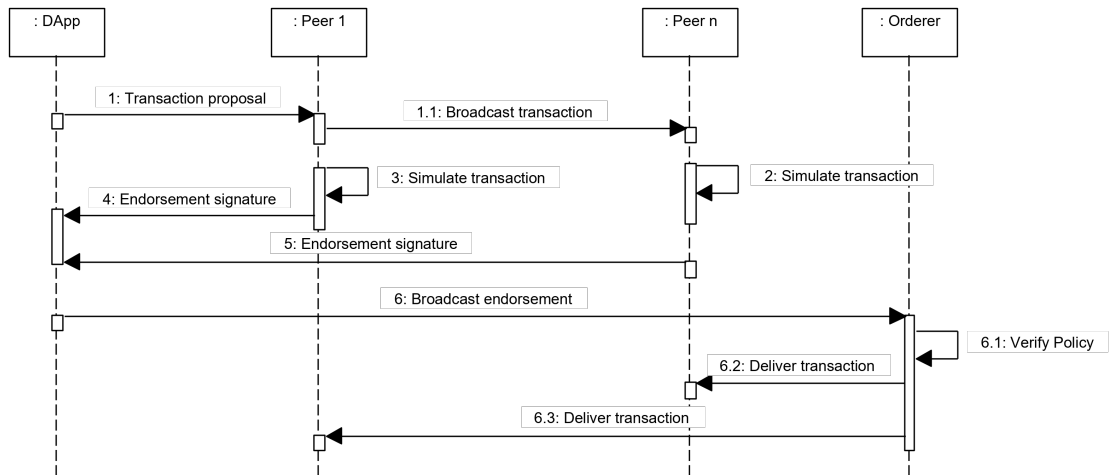 : DApp
: Peer 1
: Peer n
: Orderer
1: Transaction proposal
1.1: Broadcast transaction
3: Simulate transaction
2: Simulate transaction
4: Endorsement signature
5: Endorsement signature
6: Broadcast endorsement
6.1: Verify Policy
6.2: Deliver transaction
6.3: Deliver transaction